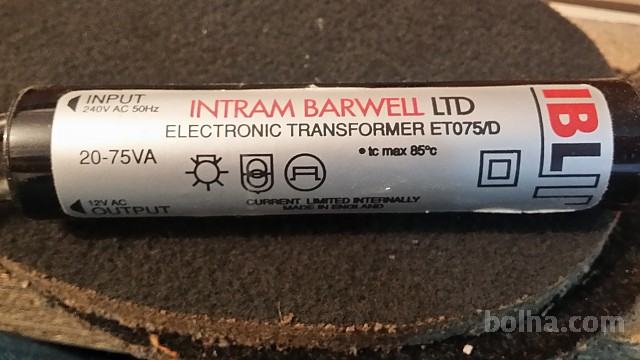 INPUT
240V AC 50Hz
INTRAM BARWELL LTD
ELECTRONIC TRANSFORMER ET075/D
20-75VA
• tc max 85°c
12V AC
OUTPUT
CURRENT LIMITED INTERNALLY
MADE IN ENGLAND
IBL
bolha.com